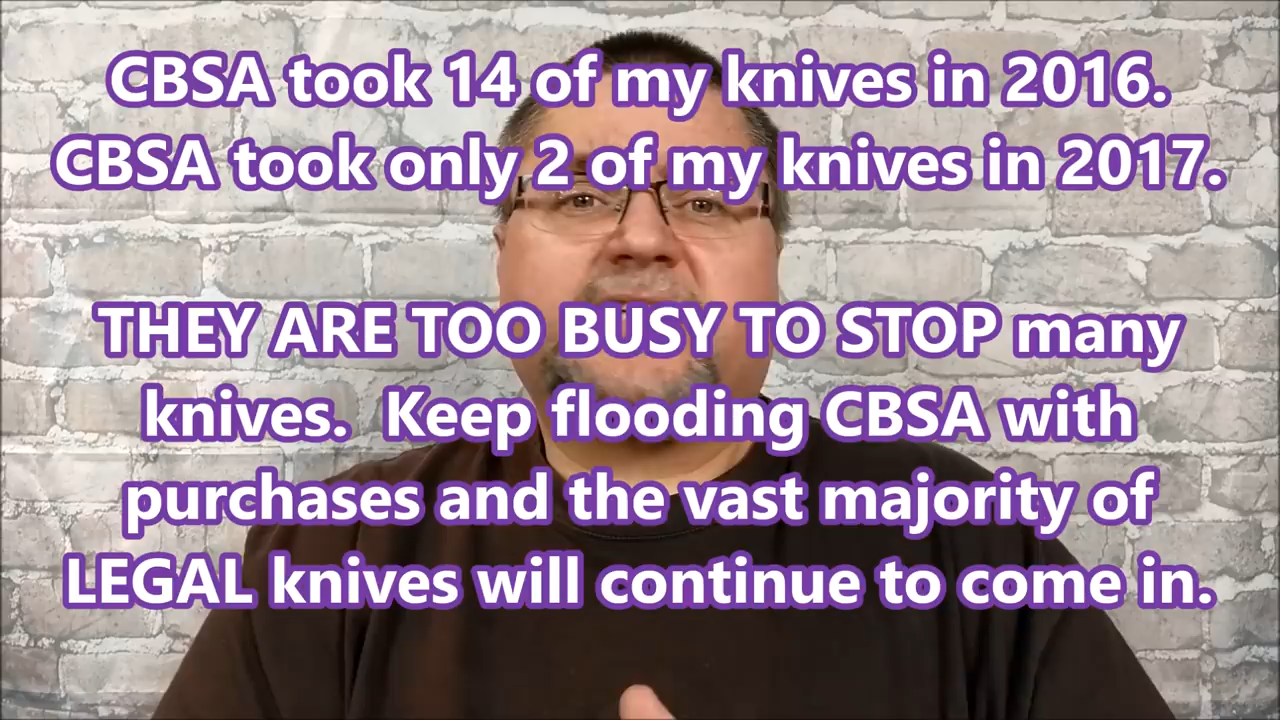 CBSA took 14 of my knives in 2016.
CBSA took only 2 of my knives in 2017.
THEY ARE TOO BUSY TO STOP many
knives.  Keep flooding CBSA with
purchases and the vast majority of
LEGAL knives will continue to come in.